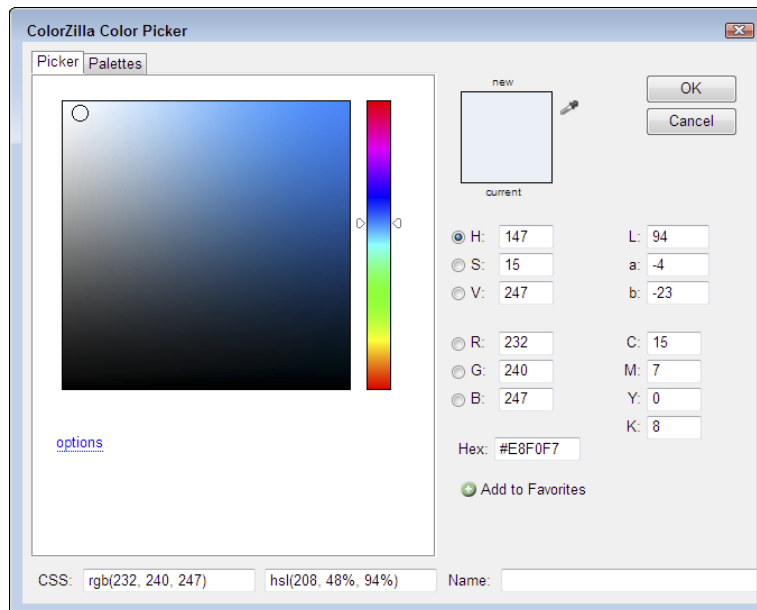 ColorZilla Color Picker
Picker Palettes
new
current
OK
Cancel
H: 147 L: 94
S: 15 a: -4
V: 247 b: -23
R: 232 C: 15
G: 240 M: 7
B: 247 Y: 0
K: 8
options
Hex: #E8F0F7
Add to Favorites
CSS: rgb(232, 240, 247) hsl(208, 48%, 94%) Name: